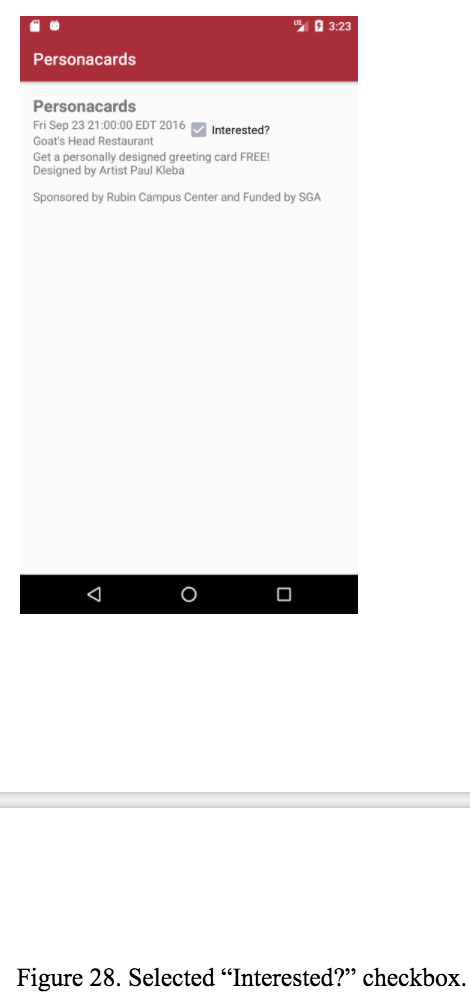 LTE 3:23
Personacards
Personacards
Fri Sep 23 21:00:00 EDT 2016
Interested?
Goat's Head Restaurant
Get a personally designed greeting card FREE!
Designed by Artist Paul Kleba
Sponsored by Rubin Campus Center and Funded by SGA
Figure 28. Selected “Interested?” checkbox.